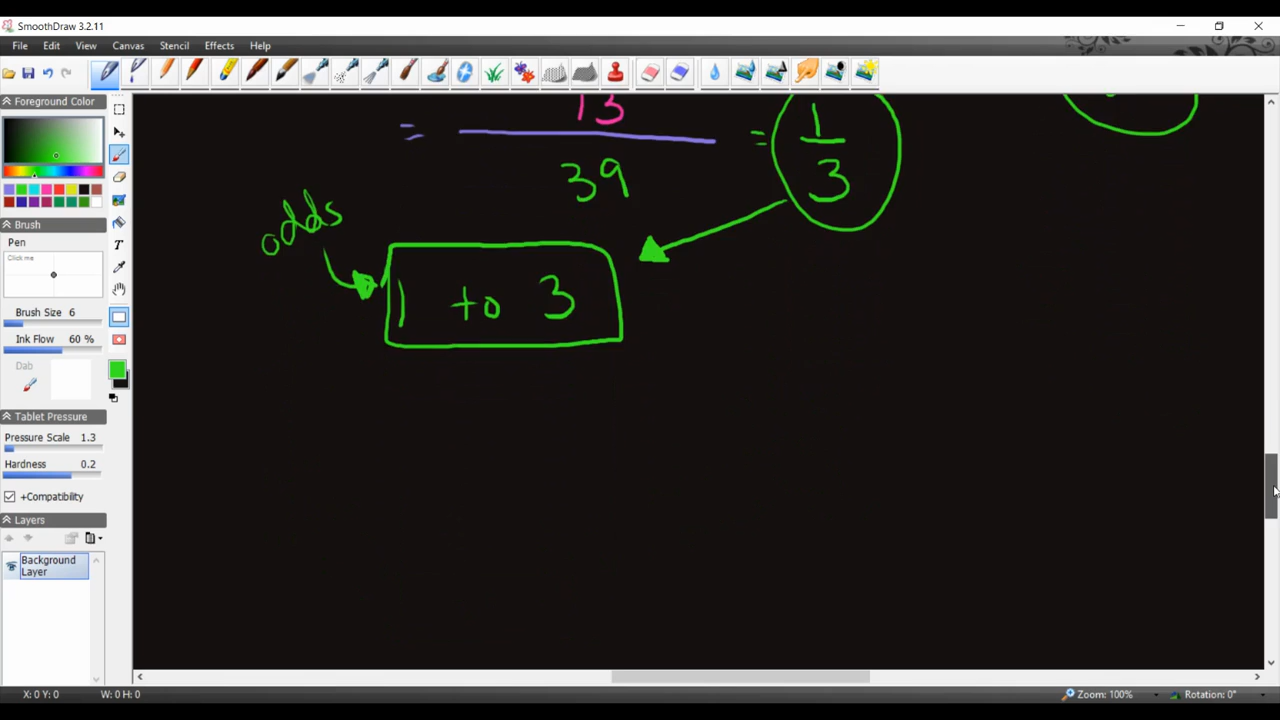 SmoothDraw 3.2.11
File Edit View Canvas Stencil Effects Help
Foreground Color
Brush
Pen
Click me
Brush Size 6
Ink Flow 60 %
Dab
Tablet Pressure
Pressure Scale 1.3
Hardness 0.2
+Compatibility
Layers
Background
Layer
T
= 13 = 1
39 3
odds
1 to 3
X: 0 Y: 0 W: 0 H: 0 Zoom: 100% Rotation: 0°